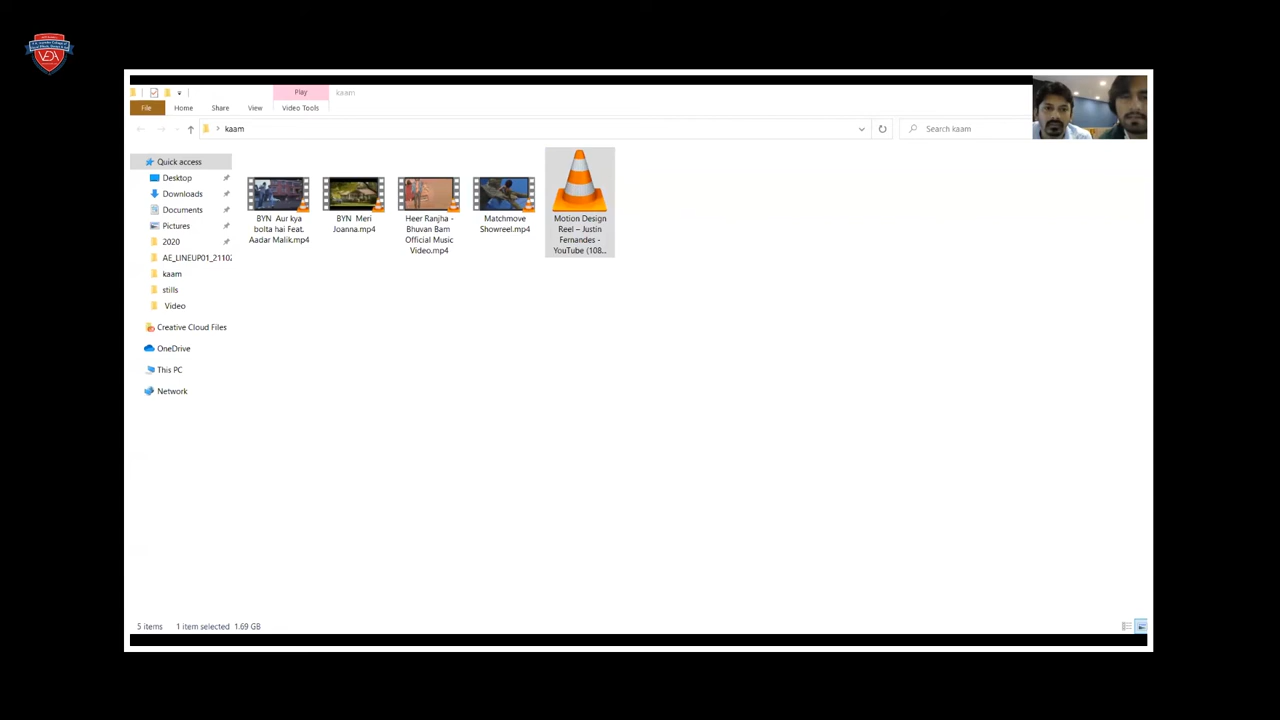 VEDA
Play
kaam
File
Home
Share
View
Video Tools
kaam
Search kaam
Quick access
Desktop
Downloads
Documents
Pictures
2020
AE_LINEUP01_21102
kaam
stills
Video
Creative Cloud Files
OneDrive
This PC
Network
BYN Aur kya
bolta hai Feat.
Aadar Malik.mp4
BYN Meri
Joanna.mp4
Heer Ranjha -
Bhuvan Bam
Official Music
Video.mp4
Matchmove
Showreel.mp4
Motion Design
Reel – Justin
Fernandes -
YouTube (108...
5 items
1 item selected 1.69 GB